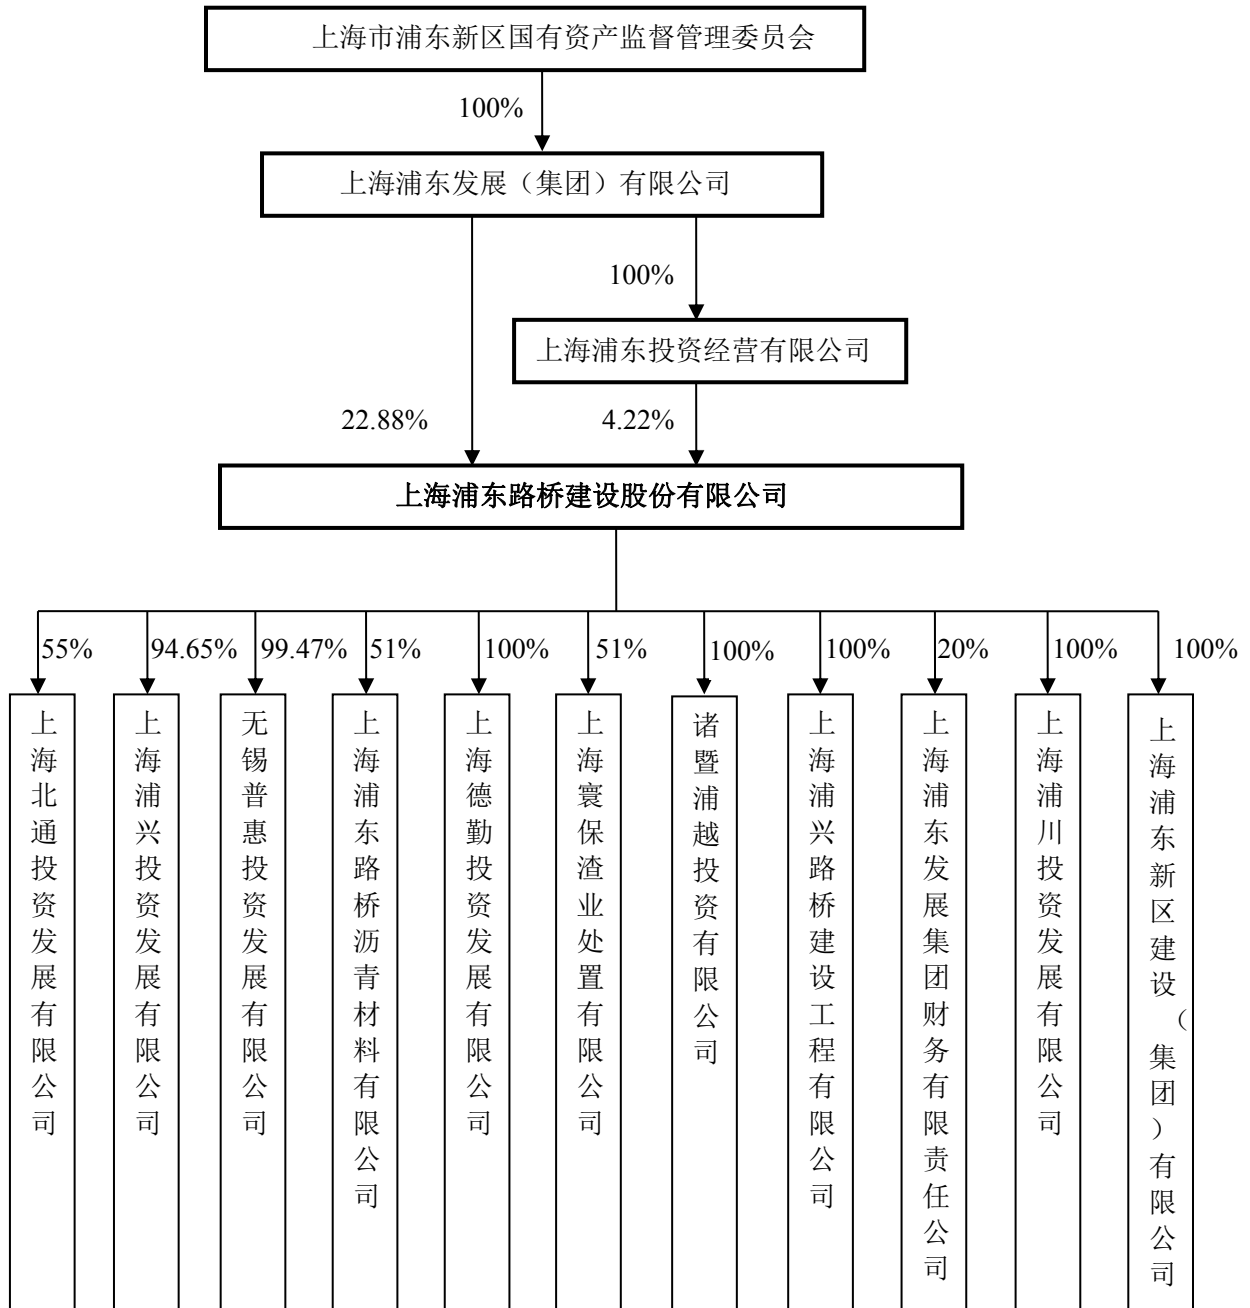 上海市浦东新区国有资产监督管理委员会
100%
上海浦东发展（集团）有限公司
100%
上海浦东投资经营有限公司
22.88%
4.22%
上海浦东路桥建设股份有限公司
55%
94.65%
99.47%
51%
100%
51%
100%
100%
20%
100%
100%
上海北通投资发展有限公司
上海浦兴投资发展有限公司
无锡普惠投资发展有限公司
上海浦东路桥沥青材料有限公司
上海德勤投资发展有限公司
上海寰保渣业处置有限公司
诸暨浦越投资有限公司
上海浦兴路桥建设工程有限公司
上海浦东发展集团财务有限责任公司
上海浦川投资发展有限公司
上海浦东新区建设（集团）有限公司